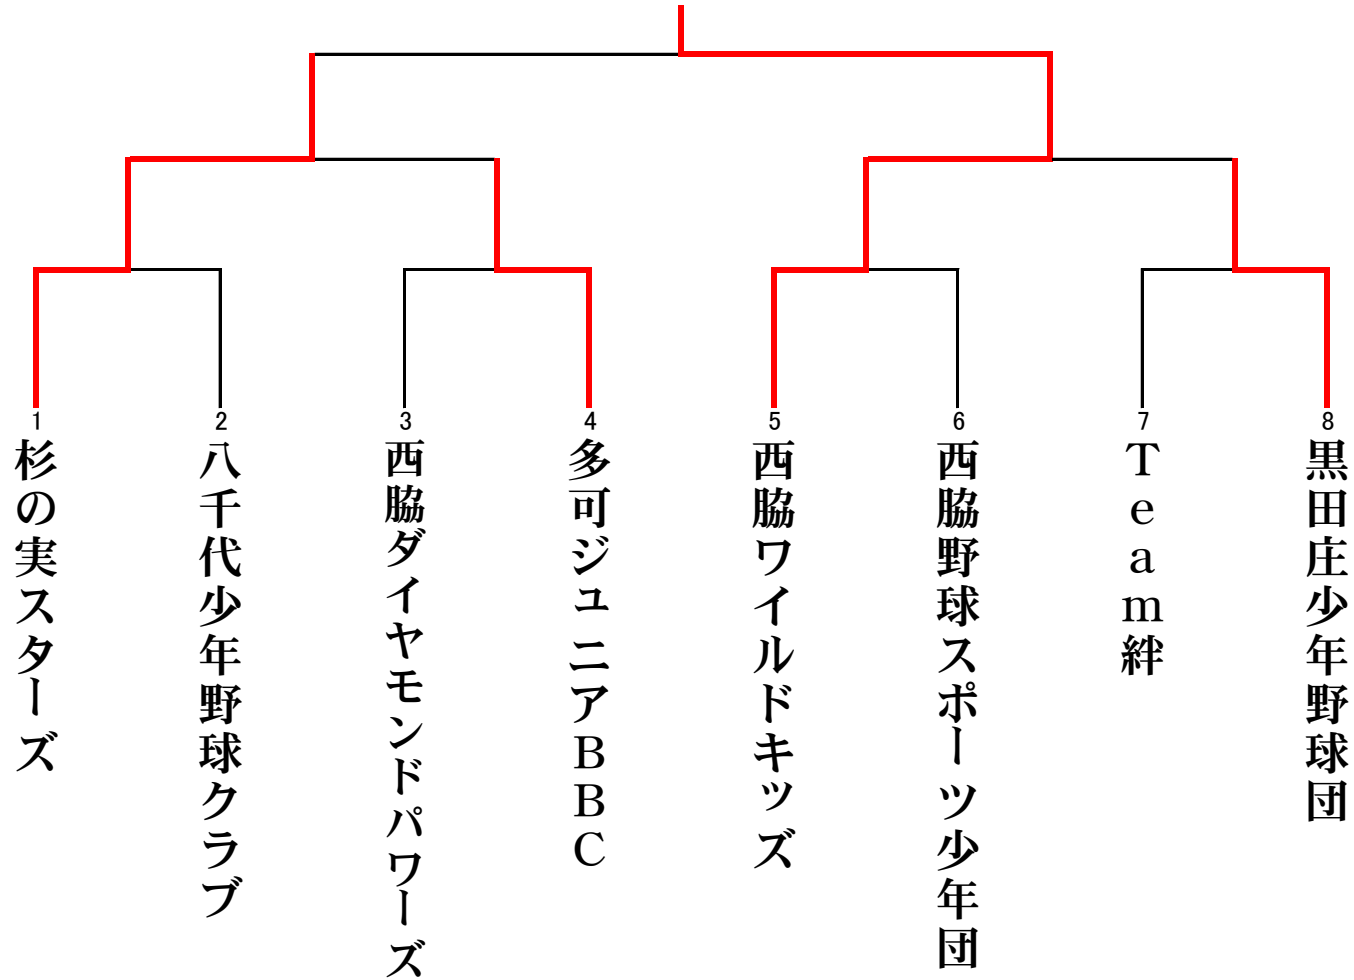 1
杉の実スターズ
2
八千代少年野球クラブ
3
西脇ダイヤモンドパワーズ
4
多可ジュニアＢＢＣ
5
西脇ワイルドキッズ
6
西脇野球スポーツ少年団
7
Ｔｅａｍ絆
8
黒田庄少年野球団